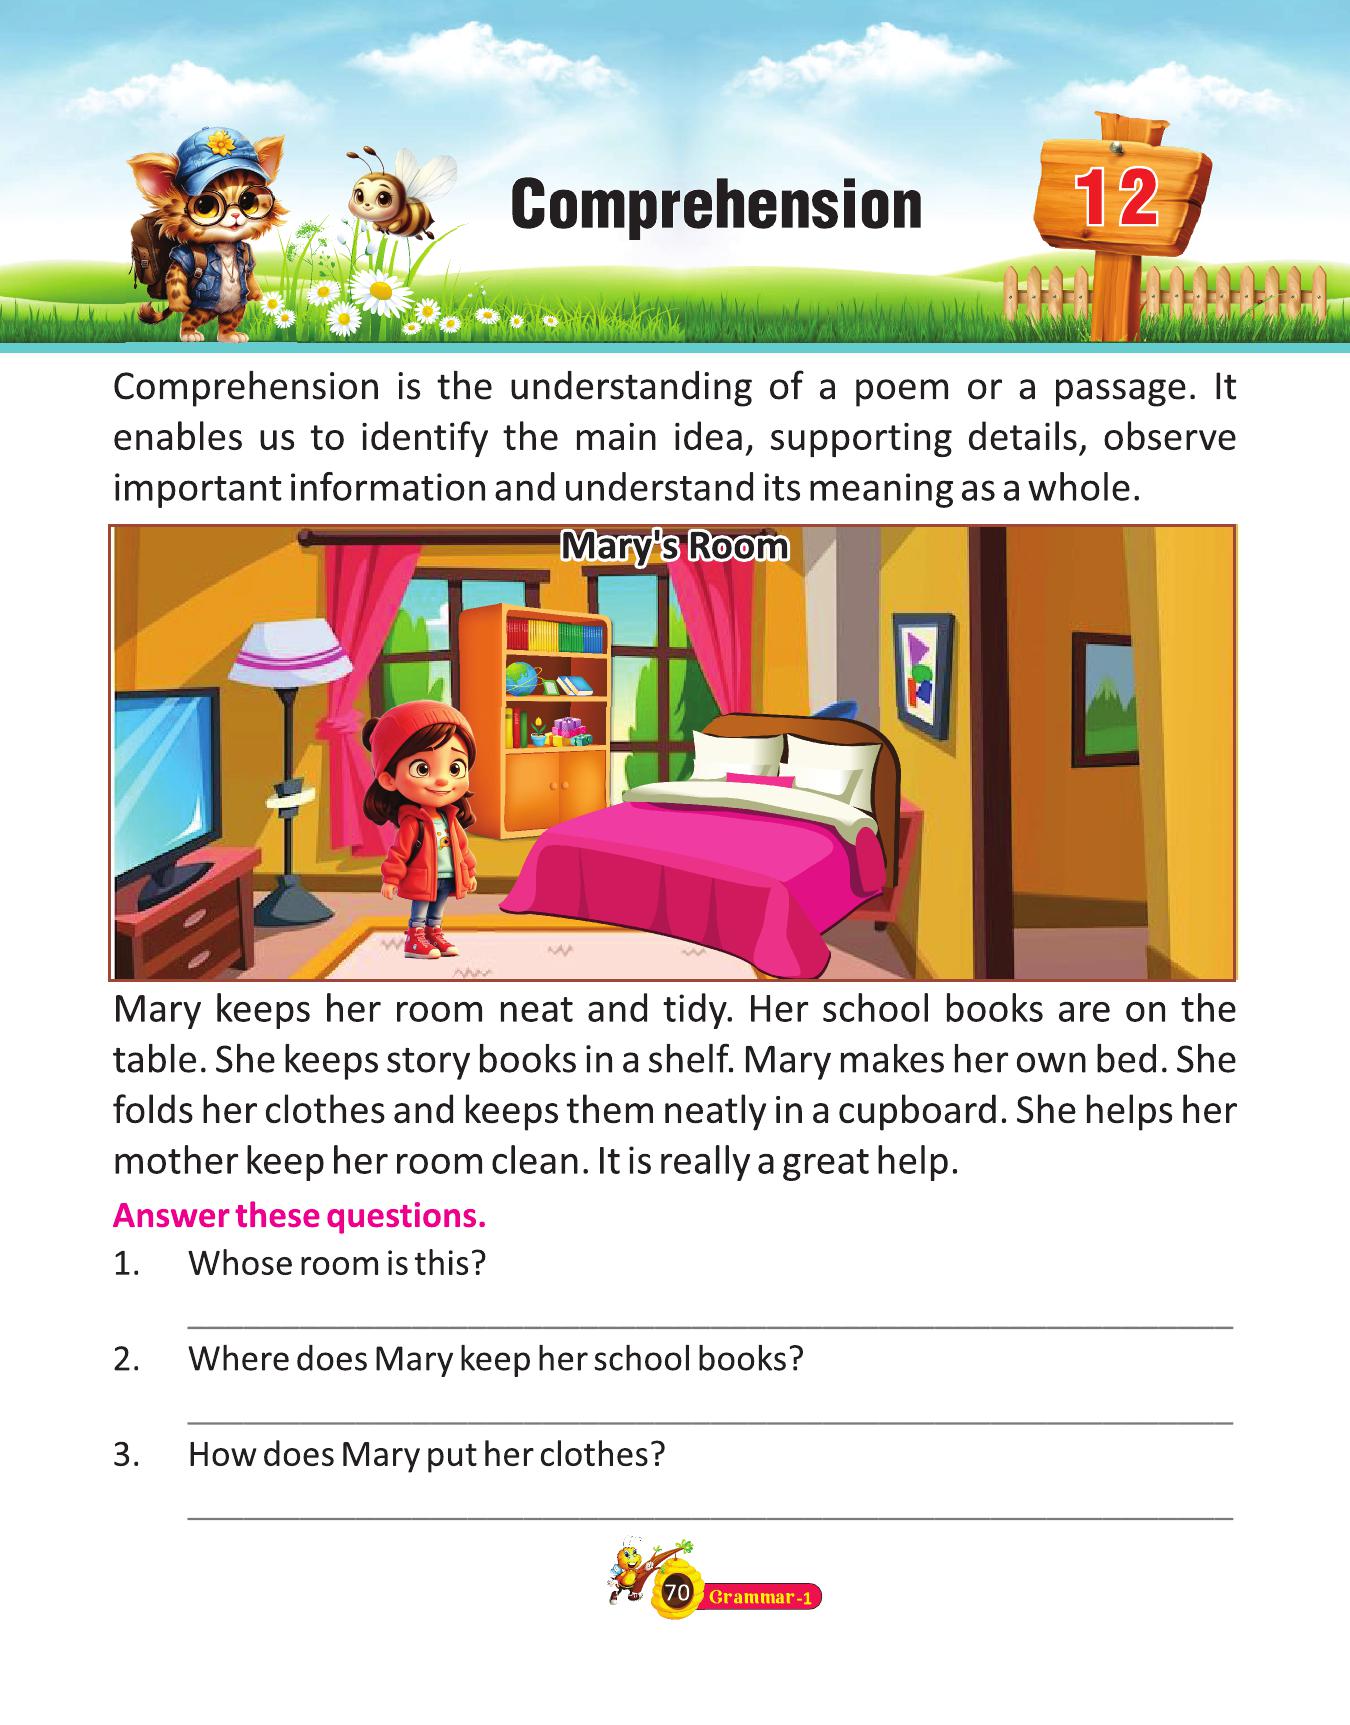 Comprehension
12
Comprehension is the understanding of a poem or a passage. It
enables us to identify the main idea, supporting details, observe
important information and understand its meaning as a whole.
Mary's Room
Mary keeps her room neat and tidy. Her school books are on the
table. She keeps story books in a shelf. Mary makes her own bed. She
folds her clothes and keeps them neatly in a cupboard. She helps her
mother keep her room clean. It is really a great help.
Answer these questions.
1. Whose room is this?
2. Where does Mary keep her school books?
3. How does Mary put her clothes?
70 Grammar-1